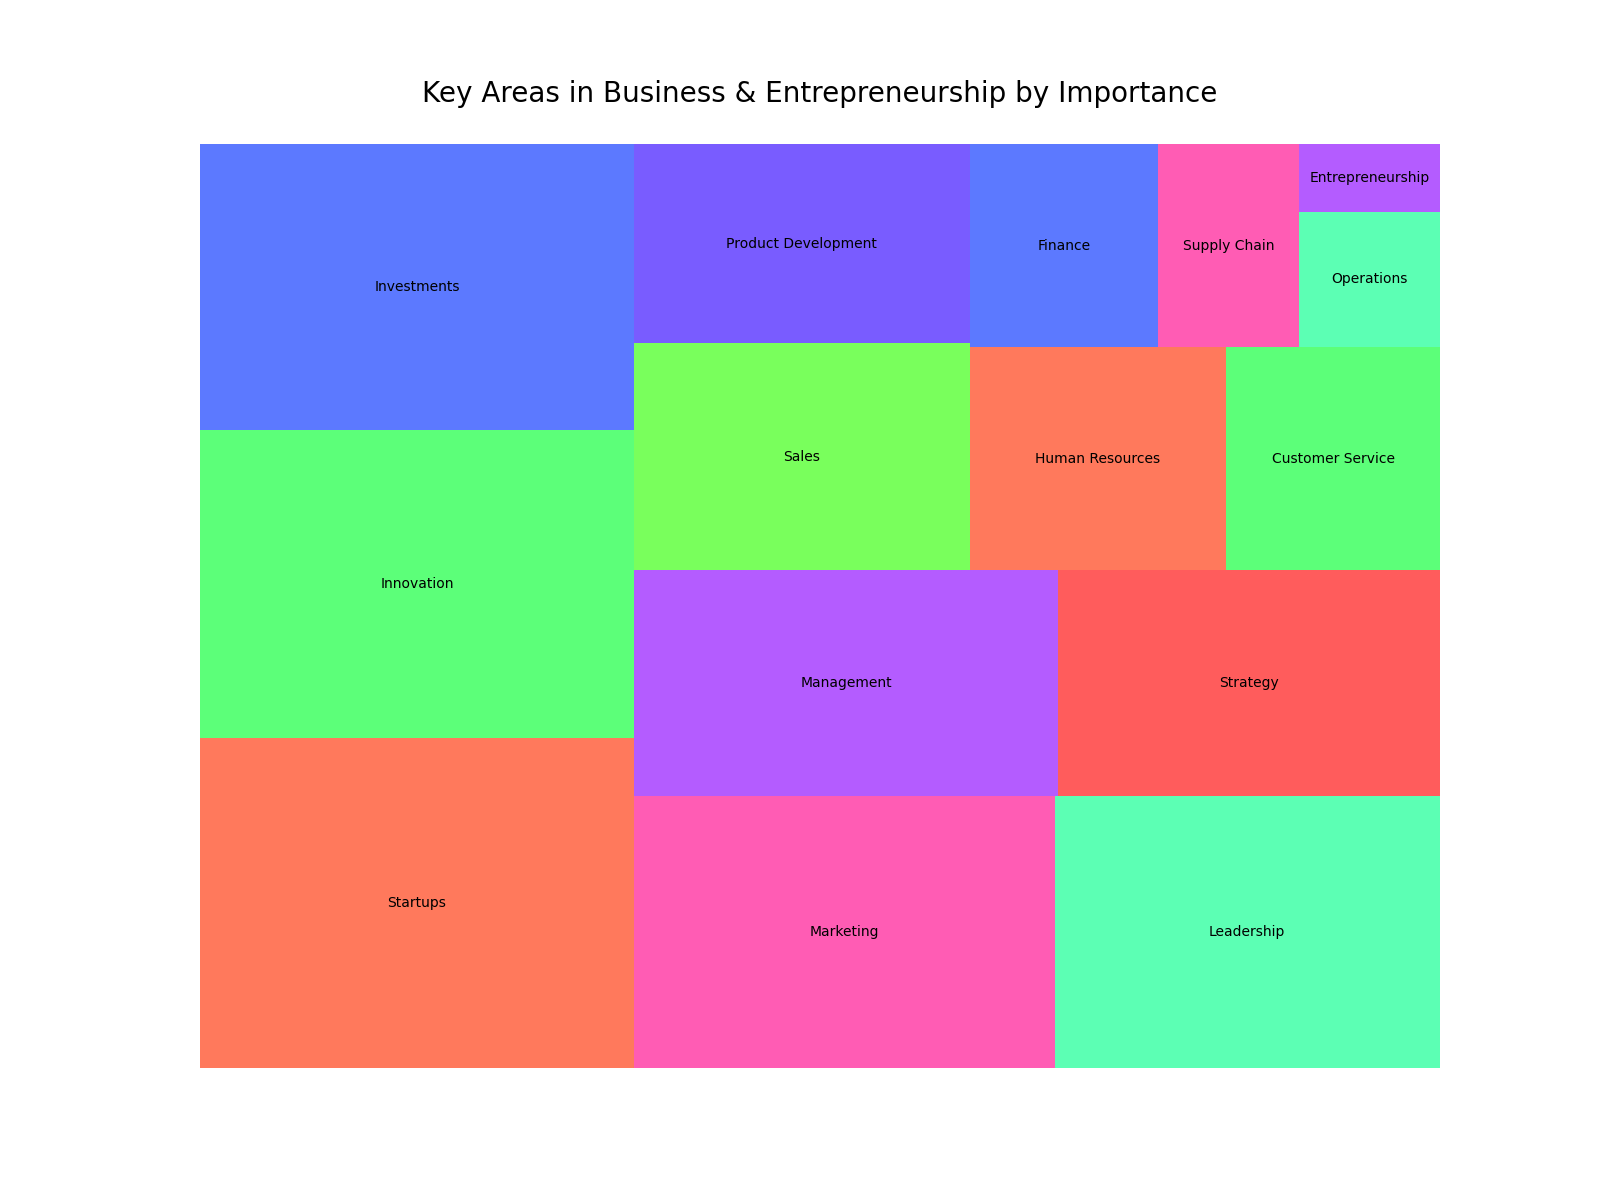 Key Areas in Business & Entrepreneurship by Importance
Entrepreneurship
Product Development
Finance
Supply Chain
Operations
Investments
Sales
Human Resources
Customer Service
Innovation
Management
Strategy
Startups
Marketing
Leadership